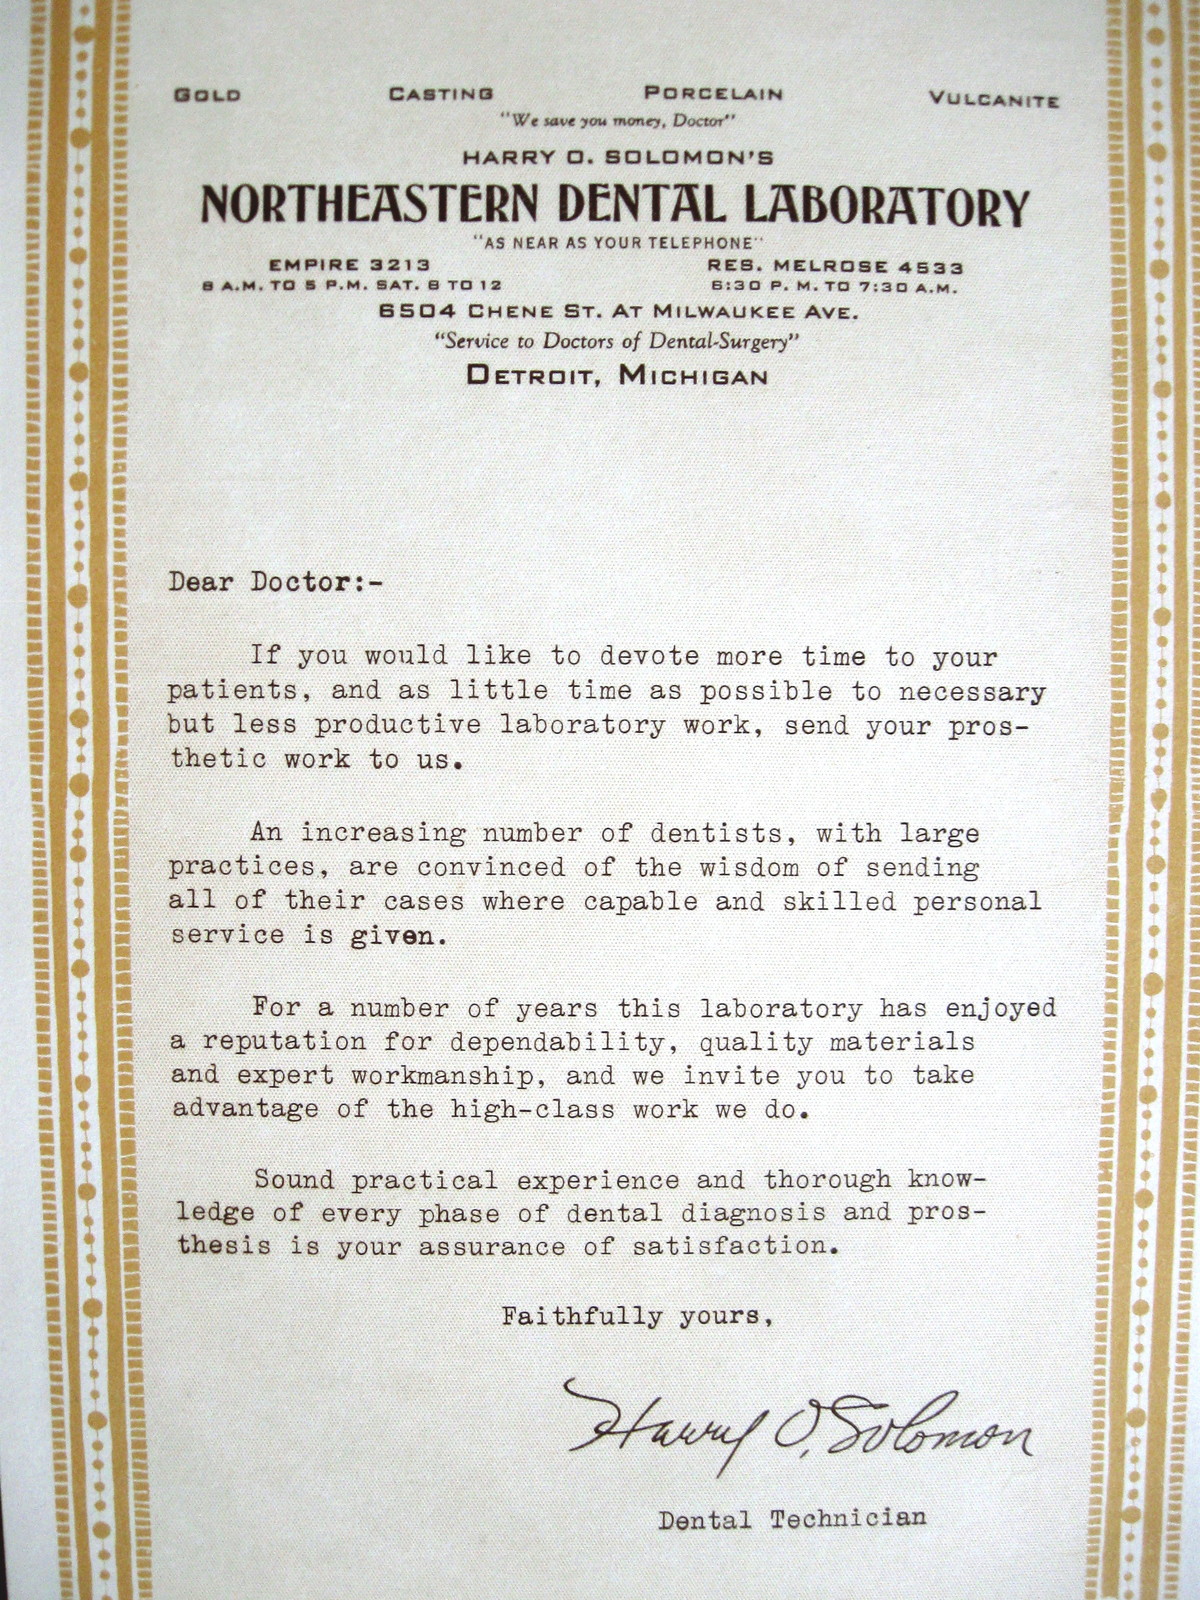 GOLD CASTING PORCELAIN VULCANITE
"We save you money, Doctor"
HARRY O. SOLOMON'S
NORTHEASTERN DENTAL LABORATORY
"AS NEAR AS YOUR TELEPHONE"
EMPIRE 3213 RES. MELROSE 4533
8 A.M. TO 5 P.M. SAT. 8 TO 12 5:30 P. M. TO 7:30 A.M.
6504 CHENE ST. AT MILWAUKEE AVE.
"Service to Doctors of Dental-Surgery"
DETROIT, MICHIGAN
Dear Doctor:-
If you would like to devote more time to your
patients, and as little time as possible to necessary
but less productive laboratory work, send your pros-
thetic work to us.
An increasing number of dentists, with large
practices, are convinced of the wisdom of sending
all of their cases where capable and skilled personal
service is given.
For a number of years this laboratory has enjoyed
a reputation for dependability, quality materials
and expert workmanship, and we invite you to take
advantage of the high-class work we do.
Sound practical experience and thorough know-
ledge of every phase of dental diagnosis and pros-
thesis is your assurance of satisfaction.
Faithfully yours,
Harry O. Solomon
Dental Technician